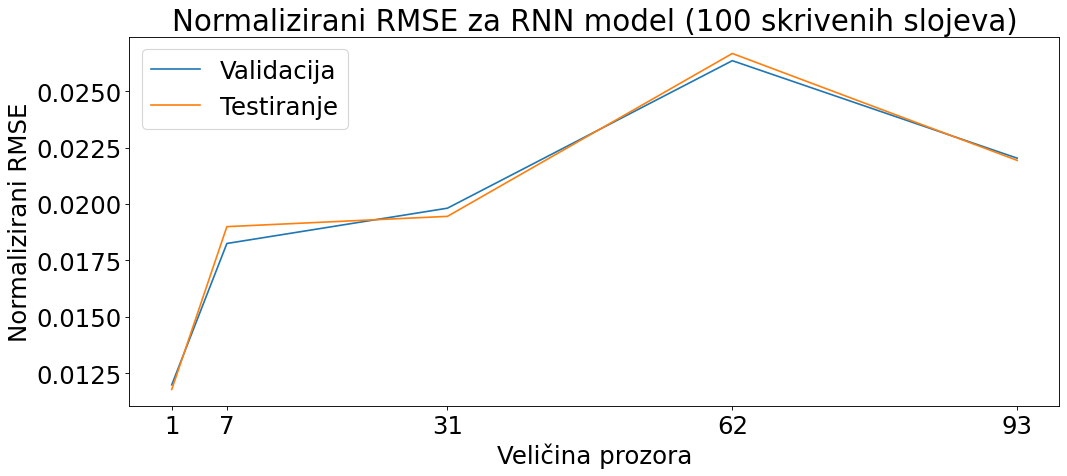 Normalizirani RMSE za RNN model (100 skrivenih slojeva)
Validacija
Testiranje
Normalizirani RMSE
0.0250
0.0225
0.0200
0.0175
0.0150
0.0125
1 7 31 62 93
Veličina prozora